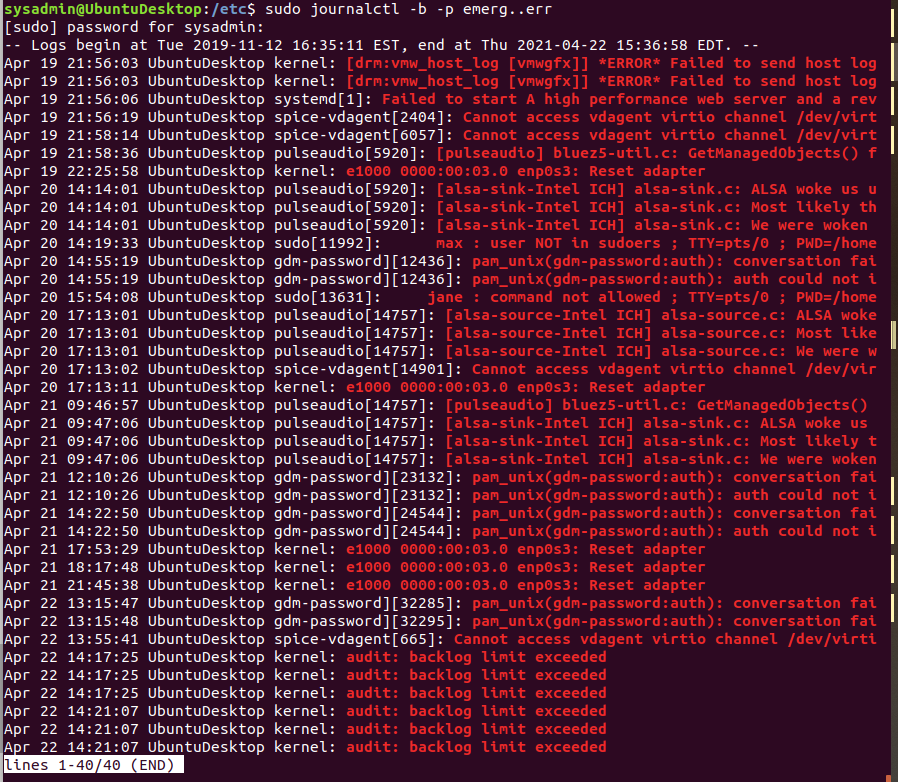 sysadmin@UbuntuDesktop:/etc$ sudo journalctl -b -p emerg..err
[sudo] password for sysadmin:
-- Logs begin at Tue 2019-11-12 16:35:11 EST, end at Thu 2021-04-22 15:36:58 EDT. --
Apr 19 21:56:03 UbuntuDesktop kernel: [drm:vmw_host_log [vmwgfx]] *ERROR* Failed to send host log
Apr 19 21:56:03 UbuntuDesktop kernel: [drm:vmw_host_log [vmwgfx]] *ERROR* Failed to send host log
Apr 19 21:56:06 UbuntuDesktop systemd[1]: Failed to start A high performance web server and a rev
Apr 19 21:56:19 UbuntuDesktop spice-vdagent[2404]: Cannot access vdagent virtio channel /dev/virt
Apr 19 21:58:14 UbuntuDesktop spice-vdagent[6057]: Cannot access vdagent virtio channel /dev/virt
Apr 19 21:58:36 UbuntuDesktop pulseaudio[5920]: [pulseaudio] bluez5-util.c: GetManagedObjects() f
Apr 19 22:25:58 UbuntuDesktop kernel: e1000 0000:00:03.0 enp0s3: Reset adapter
Apr 20 14:14:01 UbuntuDesktop pulseaudio[5920]: [alsa-sink-Intel ICH] alsa-sink.c: ALSA woke us u
Apr 20 14:14:01 UbuntuDesktop pulseaudio[5920]: [alsa-sink-Intel ICH] alsa-sink.c: Most likely th
Apr 20 14:14:01 UbuntuDesktop pulseaudio[5920]: [alsa-sink-Intel ICH] alsa-sink.c: We were woken
Apr 20 14:19:33 UbuntuDesktop sudo[11992]:      max : user NOT in sudoers ; TTY=pts/0 ; PWD=/home
Apr 20 14:55:19 UbuntuDesktop gdm-password][12436]: pam_unix(gdm-password:auth): conversation fai
Apr 20 14:55:19 UbuntuDesktop gdm-password][12436]: pam_unix(gdm-password:auth): auth could not i
Apr 20 15:54:08 UbuntuDesktop sudo[13631]:     jane : command not allowed ; TTY=pts/0 ; PWD=/home
Apr 20 17:13:01 UbuntuDesktop pulseaudio[14757]: [alsa-source-Intel ICH] alsa-source.c: ALSA woke
Apr 20 17:13:01 UbuntuDesktop pulseaudio[14757]: [alsa-source-Intel ICH] alsa-source.c: Most like
Apr 20 17:13:01 UbuntuDesktop pulseaudio[14757]: [alsa-source-Intel ICH] alsa-source.c: We were w
Apr 20 17:13:02 UbuntuDesktop spice-vdagent[14901]: Cannot access vdagent virtio channel /dev/vir
Apr 20 17:13:11 UbuntuDesktop kernel: e1000 0000:00:03.0 enp0s3: Reset adapter
Apr 21 09:46:57 UbuntuDesktop pulseaudio[14757]: [pulseaudio] bluez5-util.c: GetManagedObjects()
Apr 21 09:47:06 UbuntuDesktop pulseaudio[14757]: [alsa-sink-Intel ICH] alsa-sink.c: ALSA woke us
Apr 21 09:47:06 UbuntuDesktop pulseaudio[14757]: [alsa-sink-Intel ICH] alsa-sink.c: Most likely t
Apr 21 09:47:06 UbuntuDesktop pulseaudio[14757]: [alsa-sink-Intel ICH] alsa-sink.c: We were woken
Apr 21 12:10:26 UbuntuDesktop gdm-password][23132]: pam_unix(gdm-password:auth): conversation fai
Apr 21 12:10:26 UbuntuDesktop gdm-password][23132]: pam_unix(gdm-password:auth): auth could not i
Apr 21 14:22:50 UbuntuDesktop gdm-password][24544]: pam_unix(gdm-password:auth): conversation fai
Apr 21 14:22:50 UbuntuDesktop gdm-password][24544]: pam_unix(gdm-password:auth): auth could not i
Apr 21 17:53:29 UbuntuDesktop kernel: e1000 0000:00:03.0 enp0s3: Reset adapter
Apr 21 18:17:48 UbuntuDesktop kernel: e1000 0000:00:03.0 enp0s3: Reset adapter
Apr 21 21:45:38 UbuntuDesktop kernel: e1000 0000:00:03.0 enp0s3: Reset adapter
Apr 22 13:15:47 UbuntuDesktop gdm-password][32285]: pam_unix(gdm-password:auth): conversation fai
Apr 22 13:15:48 UbuntuDesktop gdm-password][32295]: pam_unix(gdm-password:auth): conversation fai
Apr 22 13:55:41 UbuntuDesktop spice-vdagent[665]: Cannot access vdagent virtio channel /dev/virti
Apr 22 14:17:25 UbuntuDesktop kernel: audit: backlog limit exceeded
Apr 22 14:17:25 UbuntuDesktop kernel: audit: backlog limit exceeded
Apr 22 14:17:25 UbuntuDesktop kernel: audit: backlog limit exceeded
Apr 22 14:21:07 UbuntuDesktop kernel: audit: backlog limit exceeded
Apr 22 14:21:07 UbuntuDesktop kernel: audit: backlog limit exceeded
Apr 22 14:21:07 UbuntuDesktop kernel: audit: backlog limit exceeded
lines 1-40/40 (END)